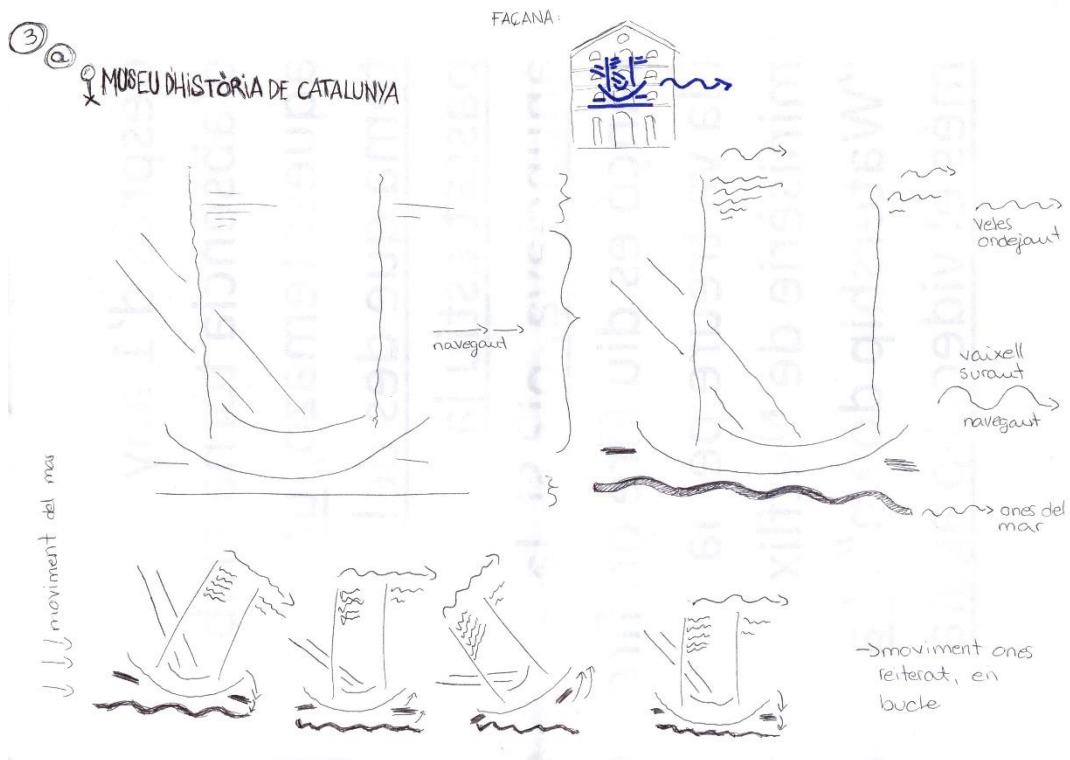 FAÇANA:
3
a
MUSEU D'HISTÒRIA DE CATALUNYA
veles
ondejant
navegant
vaixell
surant
navegant
ones del
mar
moviment del mar
→ moviment ones
reiterat, en
bucle